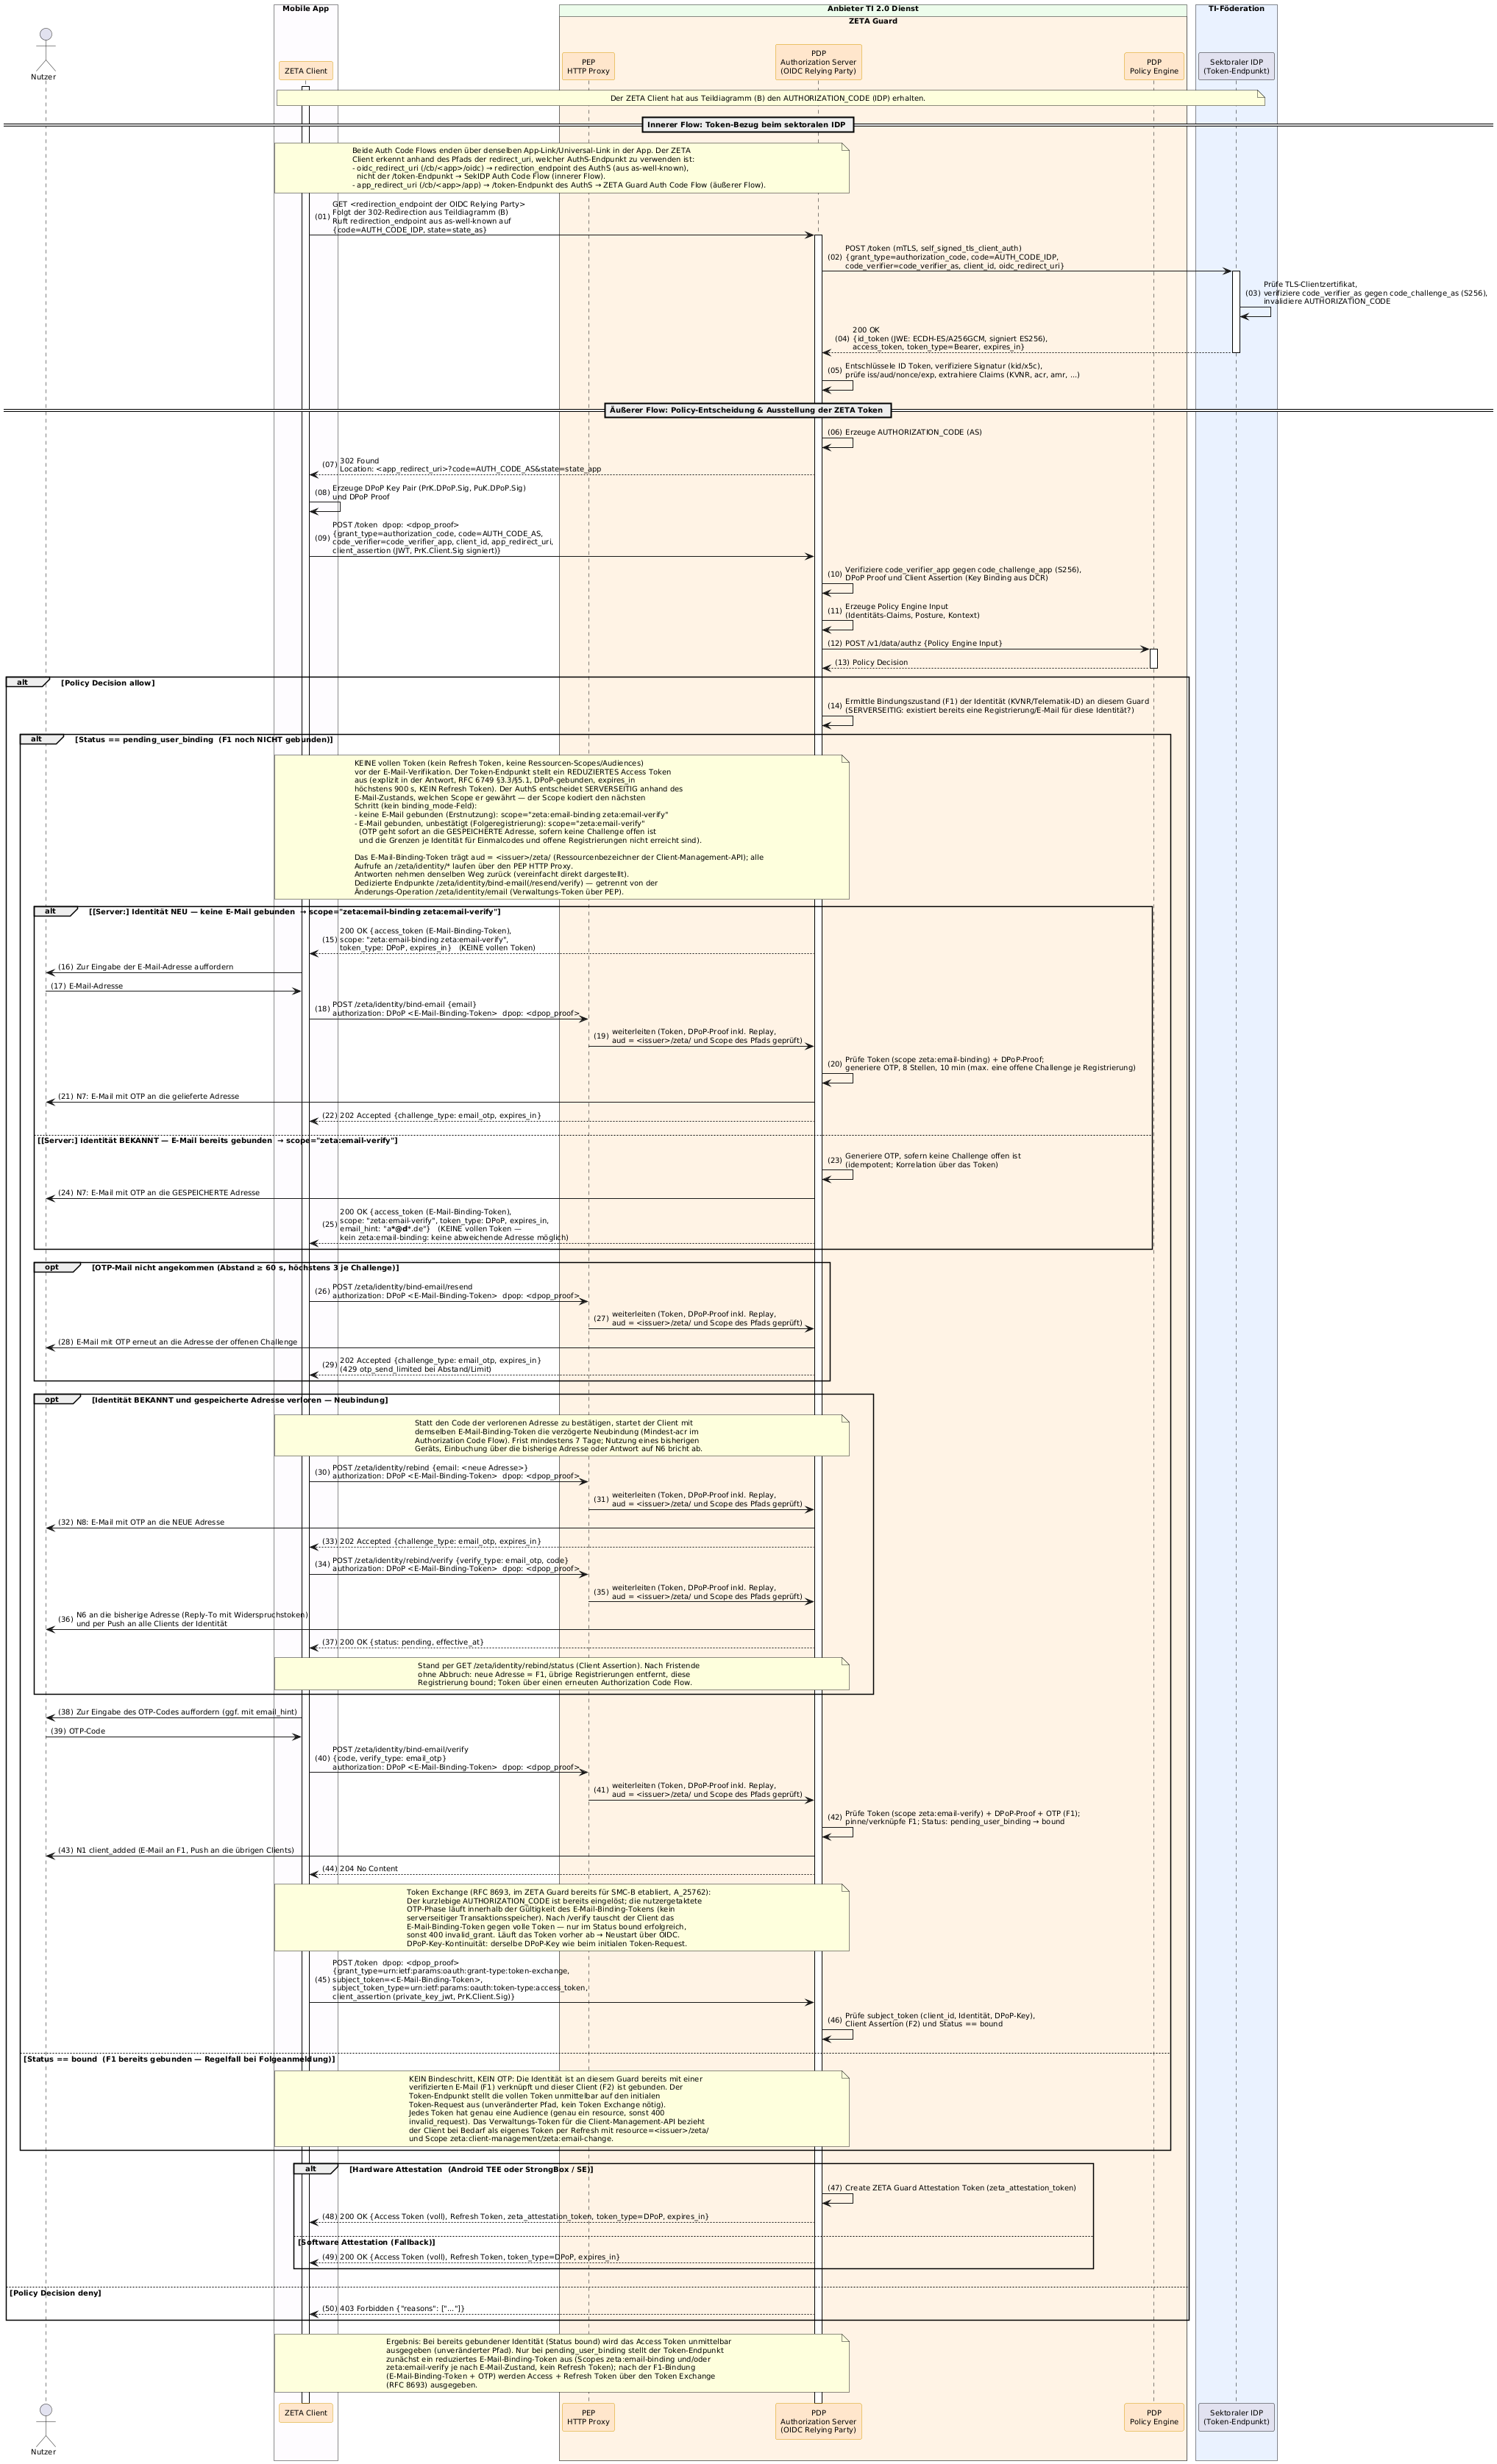 Mobile App
Anbieter TI 2.0 Dienst
TI-Föderation
ZETA Guard
Nutzer
ZETA Client
PEP
HTTP Proxy
PDP
Authorization Server
(OIDC Relying Party)
PDP
Policy Engine
Sektoraler IDP
(Token-Endpunkt)
Der ZETA Client hat aus Teildiagramm (B) den AUTHORIZATION_CODE (IDP) erhalten.
Innerer Flow: Token-Bezug beim sektoralen IDP
Beide Auth Code Flows enden über denselben App-Link/Universal-Link in der App. Der ZETA
Client erkennt anhand des Pfads der redirect_uri, welcher AuthS-Endpunkt zu verwenden ist:
- oidc_redirect_uri (/cb/<app>/oidc) → redirection_endpoint des AuthS (aus as-well-known),
nicht der /token-Endpunkt → SekIDP Auth Code Flow (innerer Flow).
- app_redirect_uri (/cb/<app>/app) → /token-Endpunkt des AuthS → ZETA Guard Auth Code Flow (äußerer Flow).
GET <redirection_endpoint der OIDC Relying Party>
Folgt der 302-Redirection aus Teildiagramm (B)
(01) Ruft redirection_endpoint aus as-well-known auf
{code=AUTH_CODE_IDP, state=state_as}
POST /token (mTLS, self_signed_tls_client_auth)
(02) {grant_type=authorization_code, code=AUTH_CODE_IDP,
code_verifier=code_verifier_as, client_id, oidc_redirect_uri}
Prüfe TLS-Clientzertifikat,
(03) verifiziere code_verifier_as gegen code_challenge_as (S256),
invalidiere AUTHORIZATION_CODE
200 OK
(04) {id_token (JWE: ECDH-ES/A256GCM, signiert ES256),
access_token, token_type=Bearer, expires_in}
(05) Entschlüssele ID Token, verifiziere Signatur (kid/x5c),
prüfe iss/aud/nonce/exp, extrahiere Claims (KVNR, acr, amr, ...)
Äußerer Flow: Policy-Entscheidung & Ausstellung der ZETA Token
(06) Erzeuge AUTHORIZATION_CODE (AS)
(07) 302 Found
Location: <app_redirect_uri>?code=AUTH_CODE_AS&state=state_app
(08) Erzeuge DPoP Key Pair (PrK.DPoP.Sig, PuK.DPoP.Sig)
und DPoP Proof
POST /token  dpop: <dpop_proof>
{grant_type=authorization_code, code=AUTH_CODE_AS,
(09) code_verifier=code_verifier_app, client_id, app_redirect_uri,
client_assertion (JWT, PrK.Client.Sig signiert)}
(10) Verifiziere code_verifier_app gegen code_challenge_app (S256),
DPoP Proof und Client Assertion (Key Binding aus DCR)
(11) Erzeuge Policy Engine Input
(Identitäts-Claims, Posture, Kontext)
(12) POST /v1/data/authz {Policy Engine Input}
(13) Policy Decision
alt [Policy Decision allow]
(14) Ermittle Bindungszustand (F1) der Identität (KVNR/Telematik-ID) an diesem Guard
(SERVERSEITIG: existiert bereits eine Registrierung/E-Mail für diese Identität?)
alt [Status == pending_user_binding  (F1 noch NICHT gebunden)]
KEINE vollen Token (kein Refresh Token, keine Ressourcen-Scopes/Audiences)
vor der E-Mail-Verifikation. Der Token-Endpunkt stellt ein REDUZIERTES Access Token
aus (explizit in der Antwort, RFC 6749 §3.3/§5.1, DPoP-gebunden, expires_in
höchstens 900 s, KEIN Refresh Token). Der AuthS entscheidet SERVERSEITIG anhand des
E-Mail-Zustands, welchen Scope er gewährt — der Scope kodiert den nächsten
Schritt (kein binding_mode-Feld):
- keine E-Mail gebunden (Erstnutzung): scope="zeta:email-binding zeta:email-verify"
- E-Mail gebunden, unbestätigt (Folgeregistrierung): scope="zeta:email-verify"
(OTP geht sofort an die GESPEICHERTE Adresse, sofern keine Challenge offen ist
und die Grenzen je Identität für Einmalcodes und offene Registrierungen nicht erreicht sind).
Das E-Mail-Binding-Token trägt aud = <issuer>/zeta/ (Ressourcenbezeichner der Client-Management-API); alle
Aufrufe an /zeta/identity/* laufen über den PEP HTTP Proxy.
Antworten nehmen denselben Weg zurück (vereinfacht direkt dargestellt).
Dedizierte Endpunkte /zeta/identity/bind-email(/resend/verify) — getrennt von der
Änderungs-Operation /zeta/identity/email (Verwaltungs-Token über PEP).
alt [[Server:] Identität NEU — keine E-Mail gebunden  → scope="zeta:email-binding zeta:email-verify"]
200 OK {access_token (E-Mail-Binding-Token),
(15) scope: "zeta:email-binding zeta:email-verify",
token_type: DPoP, expires_in}   (KEINE vollen Token)
(16) Zur Eingabe der E-Mail-Adresse auffordern
(17) E-Mail-Adresse
(18) POST /zeta/identity/bind-email {email}
authorization: DPoP <E-Mail-Binding-Token>  dpop: <dpop_proof>
(19) weiterleiten (Token, DPoP-Proof inkl. Replay,
aud = <issuer>/zeta/ und Scope des Pfads geprüft)
(20) Prüfe Token (scope zeta:email-binding) + DPoP-Proof;
generiere OTP, 8 Stellen, 10 min (max. eine offene Challenge je Registrierung)
(21) N7: E-Mail mit OTP an die gelieferte Adresse
(22) 202 Accepted {challenge_type: email_otp, expires_in}
[[Server:] Identität BEKANNT — E-Mail bereits gebunden  → scope="zeta:email-verify"]
(23) Generiere OTP, sofern keine Challenge offen ist
(idempotent; Korrelation über das Token)
(24) N7: E-Mail mit OTP an die GESPEICHERTE Adresse
200 OK {access_token (E-Mail-Binding-Token),
scope: "zeta:email-verify", token_type: DPoP, expires_in,
(25) email_hint: "a*@d*.de"}   (KEINE vollen Token —
kein zeta:email-binding: keine abweichende Adresse möglich)
opt [OTP-Mail nicht angekommen (Abstand ≥ 60 s, höchstens 3 je Challenge)]
(26) POST /zeta/identity/bind-email/resend
authorization: DPoP <E-Mail-Binding-Token>  dpop: <dpop_proof>
(27) weiterleiten (Token, DPoP-Proof inkl. Replay,
aud = <issuer>/zeta/ und Scope des Pfads geprüft)
(28) E-Mail mit OTP erneut an die Adresse der offenen Challenge
(29) 202 Accepted {challenge_type: email_otp, expires_in}
(429 otp_send_limited bei Abstand/Limit)
opt [Identität BEKANNT und gespeicherte Adresse verloren — Neubindung]
Statt den Code der verlorenen Adresse zu bestätigen, startet der Client mit
demselben E-Mail-Binding-Token die verzögerte Neubindung (Mindest-acr im
Authorization Code Flow). Frist mindestens 7 Tage; Nutzung eines bisherigen
Geräts, Einbuchung über die bisherige Adresse oder Antwort auf N6 bricht ab.
(30) POST /zeta/identity/rebind {email: <neue Adresse>}
authorization: DPoP <E-Mail-Binding-Token>  dpop: <dpop_proof>
(31) weiterleiten (Token, DPoP-Proof inkl. Replay,
aud = <issuer>/zeta/ und Scope des Pfads geprüft)
(32) N8: E-Mail mit OTP an die NEUE Adresse
(33) 202 Accepted {challenge_type: email_otp, expires_in}
(34) POST /zeta/identity/rebind/verify {verify_type: email_otp, code}
authorization: DPoP <E-Mail-Binding-Token>  dpop: <dpop_proof>
(35) weiterleiten (Token, DPoP-Proof inkl. Replay,
aud = <issuer>/zeta/ und Scope des Pfads geprüft)
(36) N6 an die bisherige Adresse (Reply-To mit Widerspruchstoken)
und per Push an alle Clients der Identität
(37) 200 OK {status: pending, effective_at}
Stand per GET /zeta/identity/rebind/status (Client Assertion). Nach Fristende
ohne Abbruch: neue Adresse = F1, übrige Registrierungen entfernt, diese
Registrierung bound; Token über einen erneuten Authorization Code Flow.
(38) Zur Eingabe des OTP-Codes auffordern (ggf. mit email_hint)
(39) OTP-Code
POST /zeta/identity/bind-email/verify
(40) {code, verify_type: email_otp}
authorization: DPoP <E-Mail-Binding-Token>  dpop: <dpop_proof>
(41) weiterleiten (Token, DPoP-Proof inkl. Replay,
aud = <issuer>/zeta/ und Scope des Pfads geprüft)
(42) Prüfe Token (scope zeta:email-verify) + DPoP-Proof + OTP (F1);
pinne/verknüpfe F1; Status: pending_user_binding → bound
(43) N1 client_added (E-Mail an F1, Push an die übrigen Clients)
(44) 204 No Content
Token Exchange (RFC 8693, im ZETA Guard bereits für SMC-B etabliert, A_25762):
Der kurzlebige AUTHORIZATION_CODE ist bereits eingelöst; die nutzergetaktete
OTP-Phase läuft innerhalb der Gültigkeit des E-Mail-Binding-Tokens (kein
serverseitiger Transaktionsspeicher). Nach /verify tauscht der Client das
E-Mail-Binding-Token gegen volle Token — nur im Status bound erfolgreich,
sonst 400 invalid_grant. Läuft das Token vorher ab → Neustart über OIDC.
DPoP-Key-Kontinuität: derselbe DPoP-Key wie beim initialen Token-Request.
POST /token  dpop: <dpop_proof>
{grant_type=urn:ietf:params:oauth:grant-type:token-exchange,
(45) subject_token=<E-Mail-Binding-Token>,
subject_token_type=urn:ietf:params:oauth:token-type:access_token,
client_assertion (private_key_jwt, PrK.Client.Sig)}
(46) Prüfe subject_token (client_id, Identität, DPoP-Key),
Client Assertion (F2) und Status == bound
[Status == bound  (F1 bereits gebunden — Regelfall bei Folgeanmeldung)]
KEIN Bindeschritt, KEIN OTP: Die Identität ist an diesem Guard bereits mit einer
verifizierten E-Mail (F1) verknüpft und dieser Client (F2) ist gebunden. Der
Token-Endpunkt stellt die vollen Token unmittelbar auf den initialen
Token-Request aus (unveränderter Pfad, kein Token Exchange nötig).
Jedes Token hat genau eine Audience (genau ein resource, sonst 400
invalid_request). Das Verwaltungs-Token für die Client-Management-API bezieht
der Client bei Bedarf als eigenes Token per Refresh mit resource=<issuer>/zeta/
und Scope zeta:client-management/zeta:email-change.
alt [Hardware Attestation  (Android TEE oder StrongBox / SE)]
(47) Create ZETA Guard Attestation Token (zeta_attestation_token)
(48) 200 OK {Access Token (voll), Refresh Token, zeta_attestation_token, token_type=DPoP, expires_in}
[Software Attestation (Fallback)]
(49) 200 OK {Access Token (voll), Refresh Token, token_type=DPoP, expires_in}
[Policy Decision deny]
(50) 403 Forbidden {"reasons": ["..."]}
Ergebnis: Bei bereits gebundener Identität (Status bound) wird das Access Token unmittelbar
ausgegeben (unveränderter Pfad). Nur bei pending_user_binding stellt der Token-Endpunkt
zunächst ein reduziertes E-Mail-Binding-Token aus (Scopes zeta:email-binding und/oder
zeta:email-verify je nach E-Mail-Zustand, kein Refresh Token); nach der F1-Bindung
(E-Mail-Binding-Token + OTP) werden Access + Refresh Token über den Token Exchange
(RFC 8693) ausgegeben.
Nutzer
ZETA Client
PEP
HTTP Proxy
PDP
Authorization Server
(OIDC Relying Party)
PDP
Policy Engine
Sektoraler IDP
(Token-Endpunkt)